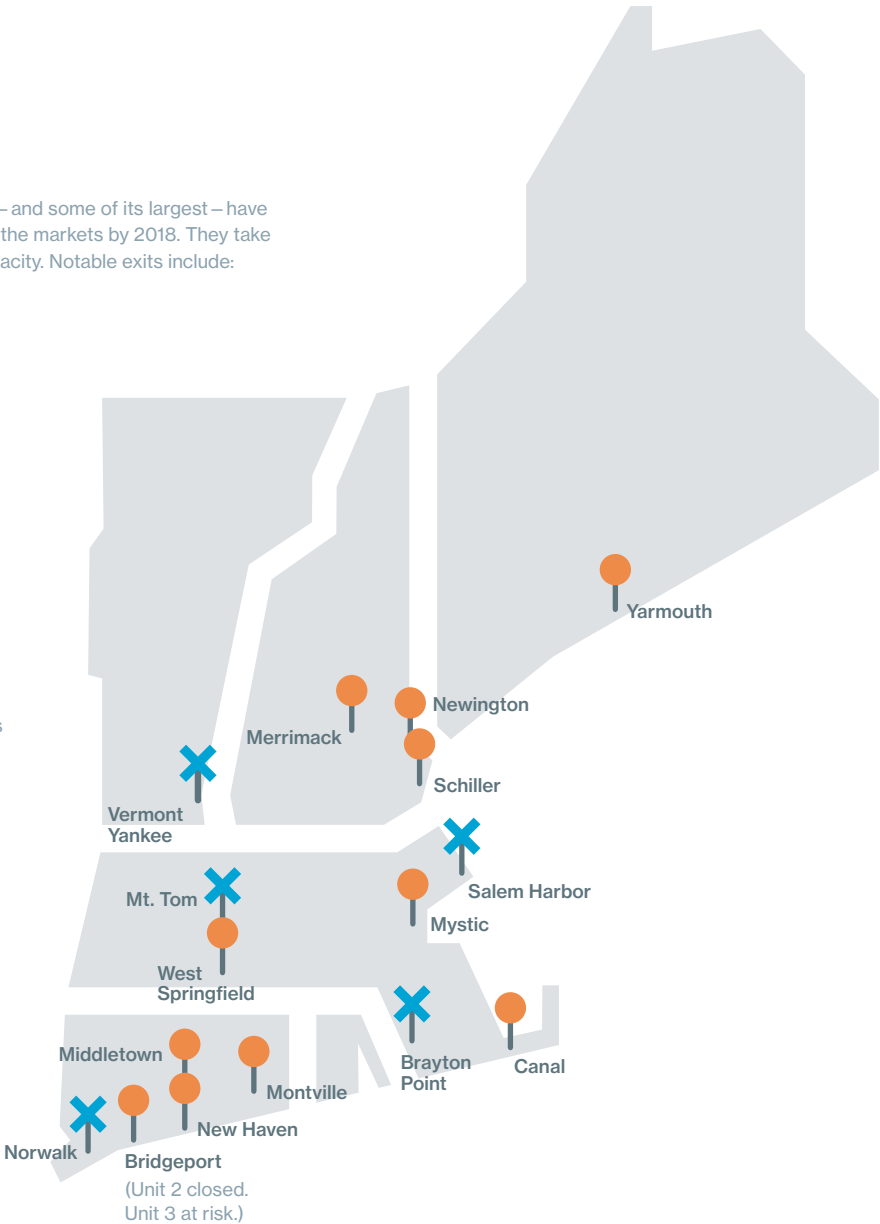 – and some of its largest – have
the markets by 2018. They take
acity. Notable exits include:
Yarmouth
Newington
Merrimack
s
Schiller
Vermont
Yankee
Salem Harbor
Mt. Tom
Mystic
West
Springfield
Middletown
Brayton
Point
Canal
Montville
New Haven
Norwalk
Bridgeport
(Unit 2 closed.
Unit 3 at risk.)